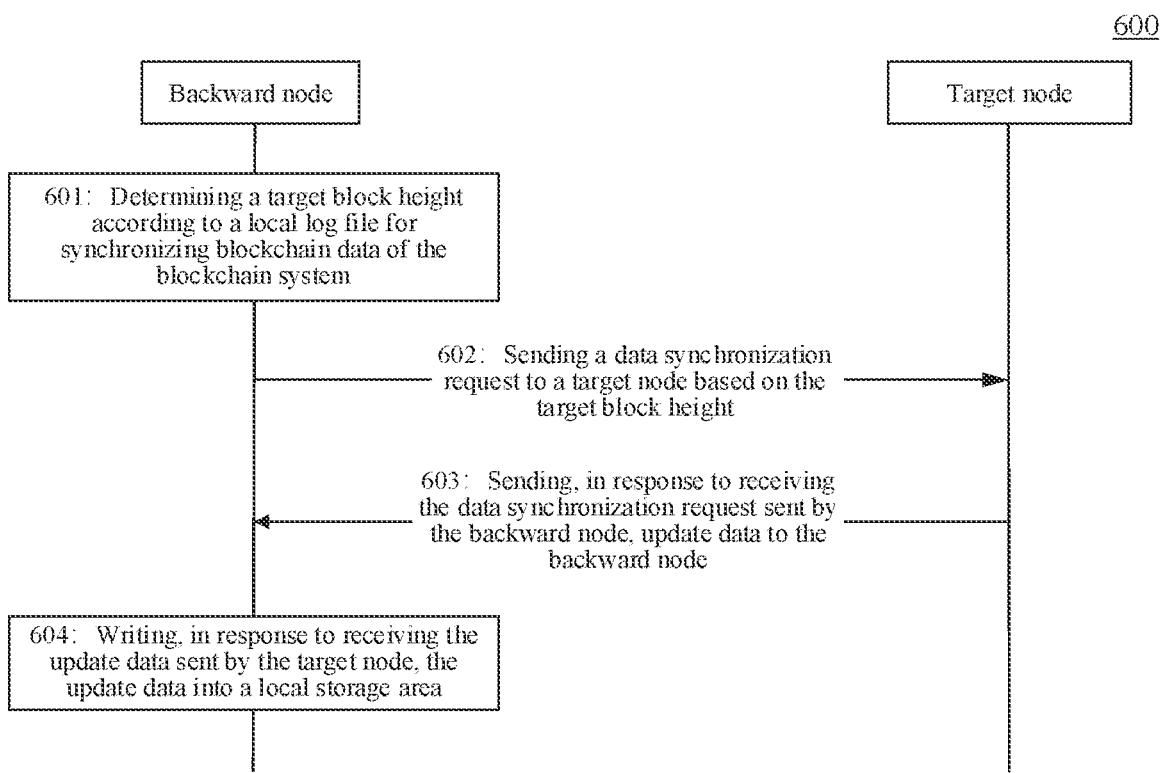 600
Backward node
Target node
601: Determining a target block height
according to a local log file for
synchronizing blockchain data of the
blockchain system
602: Sending a data synchronization
request to a target node based on the
target block height
603: Sending, in response to receiving
the data synchronization request sent by
the backward node, update data to the
backward node
604: Writing, in response to receiving the
update data sent by the target node, the
update data into a local storage area